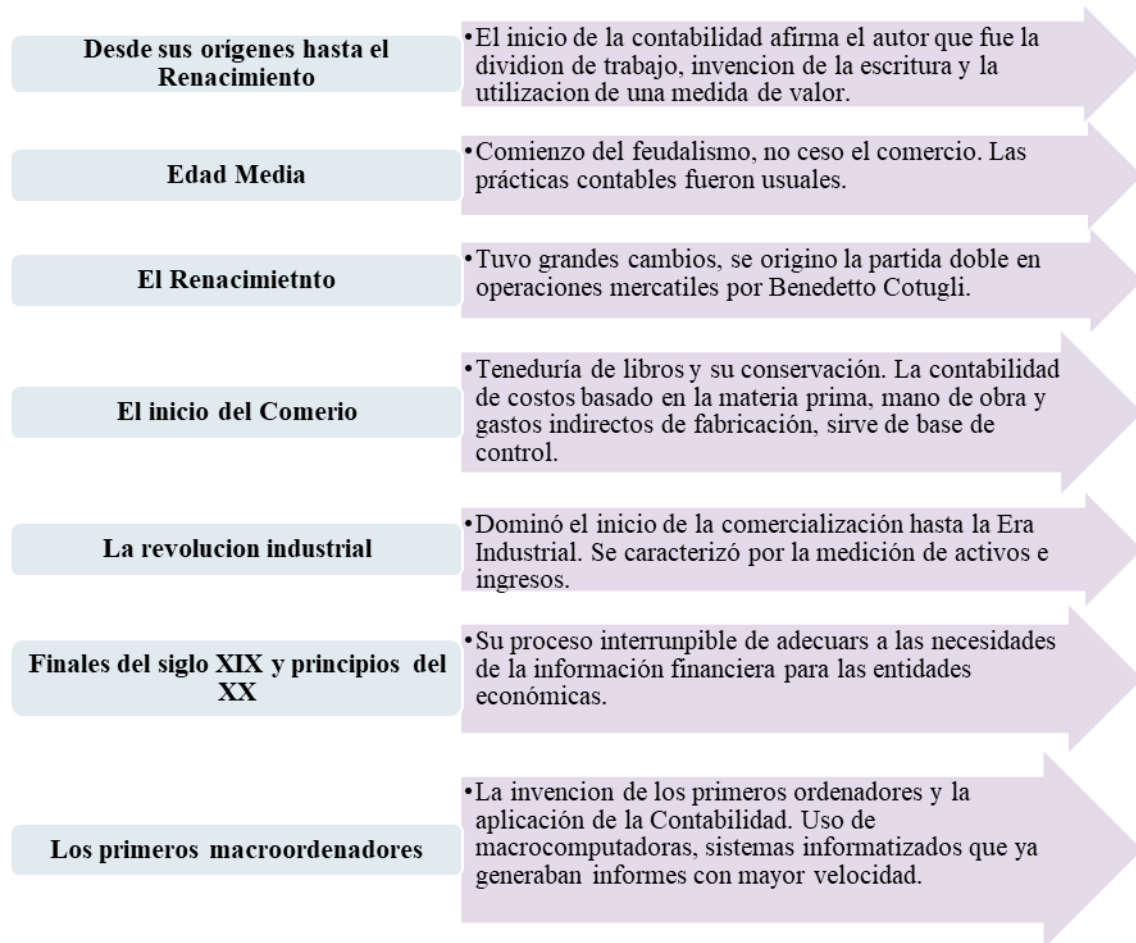 Desde sus orígenes hasta el
Renacimiento
•El inicio de la contabilidad afirma el autor que fue la
dividion de trabajo, invencion de la escritura y la
utilizacion de una medida de valor.
Edad Media
•Comienzo del feudalismo, no ceso el comercio. Las
prácticas contables fueron usuales.
El Renacimietnto
•Tuvo grandes cambios, se origino la partida doble en
operaciones mercatiles por Benedetto Cotugli.
El inicio del Comerio
•Teneduría de libros y su conservación. La contabilidad
de costos basado en la materia prima, mano de obra y
gastos indirectos de fabricación, sirve de base de
control.
La revolucion industrial
•Dominó el inicio de la comercialización hasta la Era
Industrial. Se caracterizó por la medición de activos e
ingresos.
Finales del siglo XIX y principios del
XX
•Su proceso interrunpible de adecuars a las necesidades
de la información financiera para las entidades
económicas.
Los primeros macroordenadores
•La invencion de los primeros ordenadores y la
aplicación de la Contabilidad. Uso de
macrocomputadoras, sistemas informatizados que ya
generaban informes con mayor velocidad.